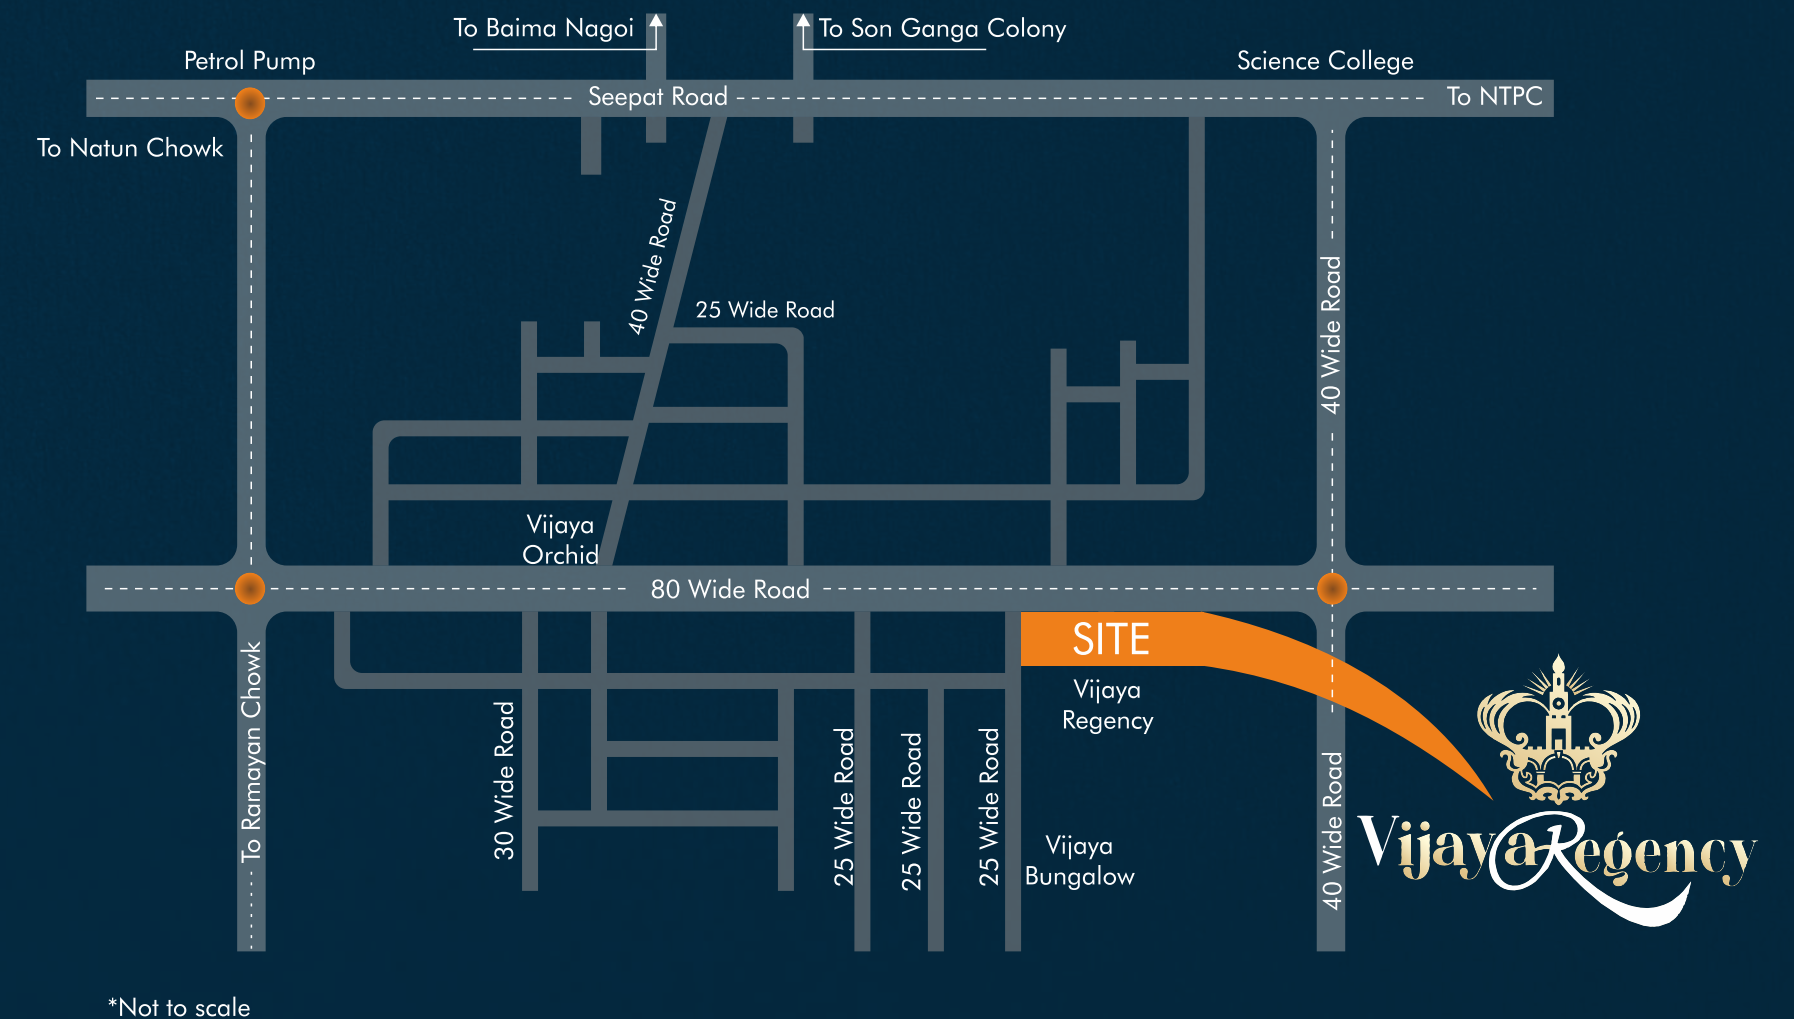 To Baima Nagoi
To Son Ganga Colony
Petrol Pump
Science College
Seepat Road
To NTPC
To Natun Chowk
40 Wide Road
25 Wide Road
40 Wide Road
Vijaya
Orchid
80 Wide Road
SITE
Vijaya
Regency
To Ramayan Chowk
30 Wide Road
25 Wide Road
25 Wide Road
25 Wide Road
Vijaya
Bungalow
40 Wide Road
Vijaya Regency
*Not to scale